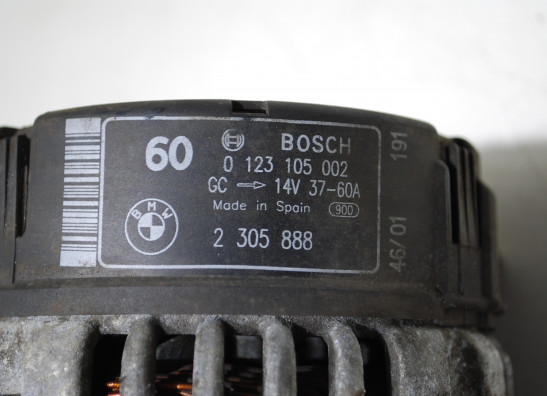 60 BOSCH
0 123 105 002
GC 14V 37-60A
Made in Spain 900
BMW
2 305 888
46/01 191